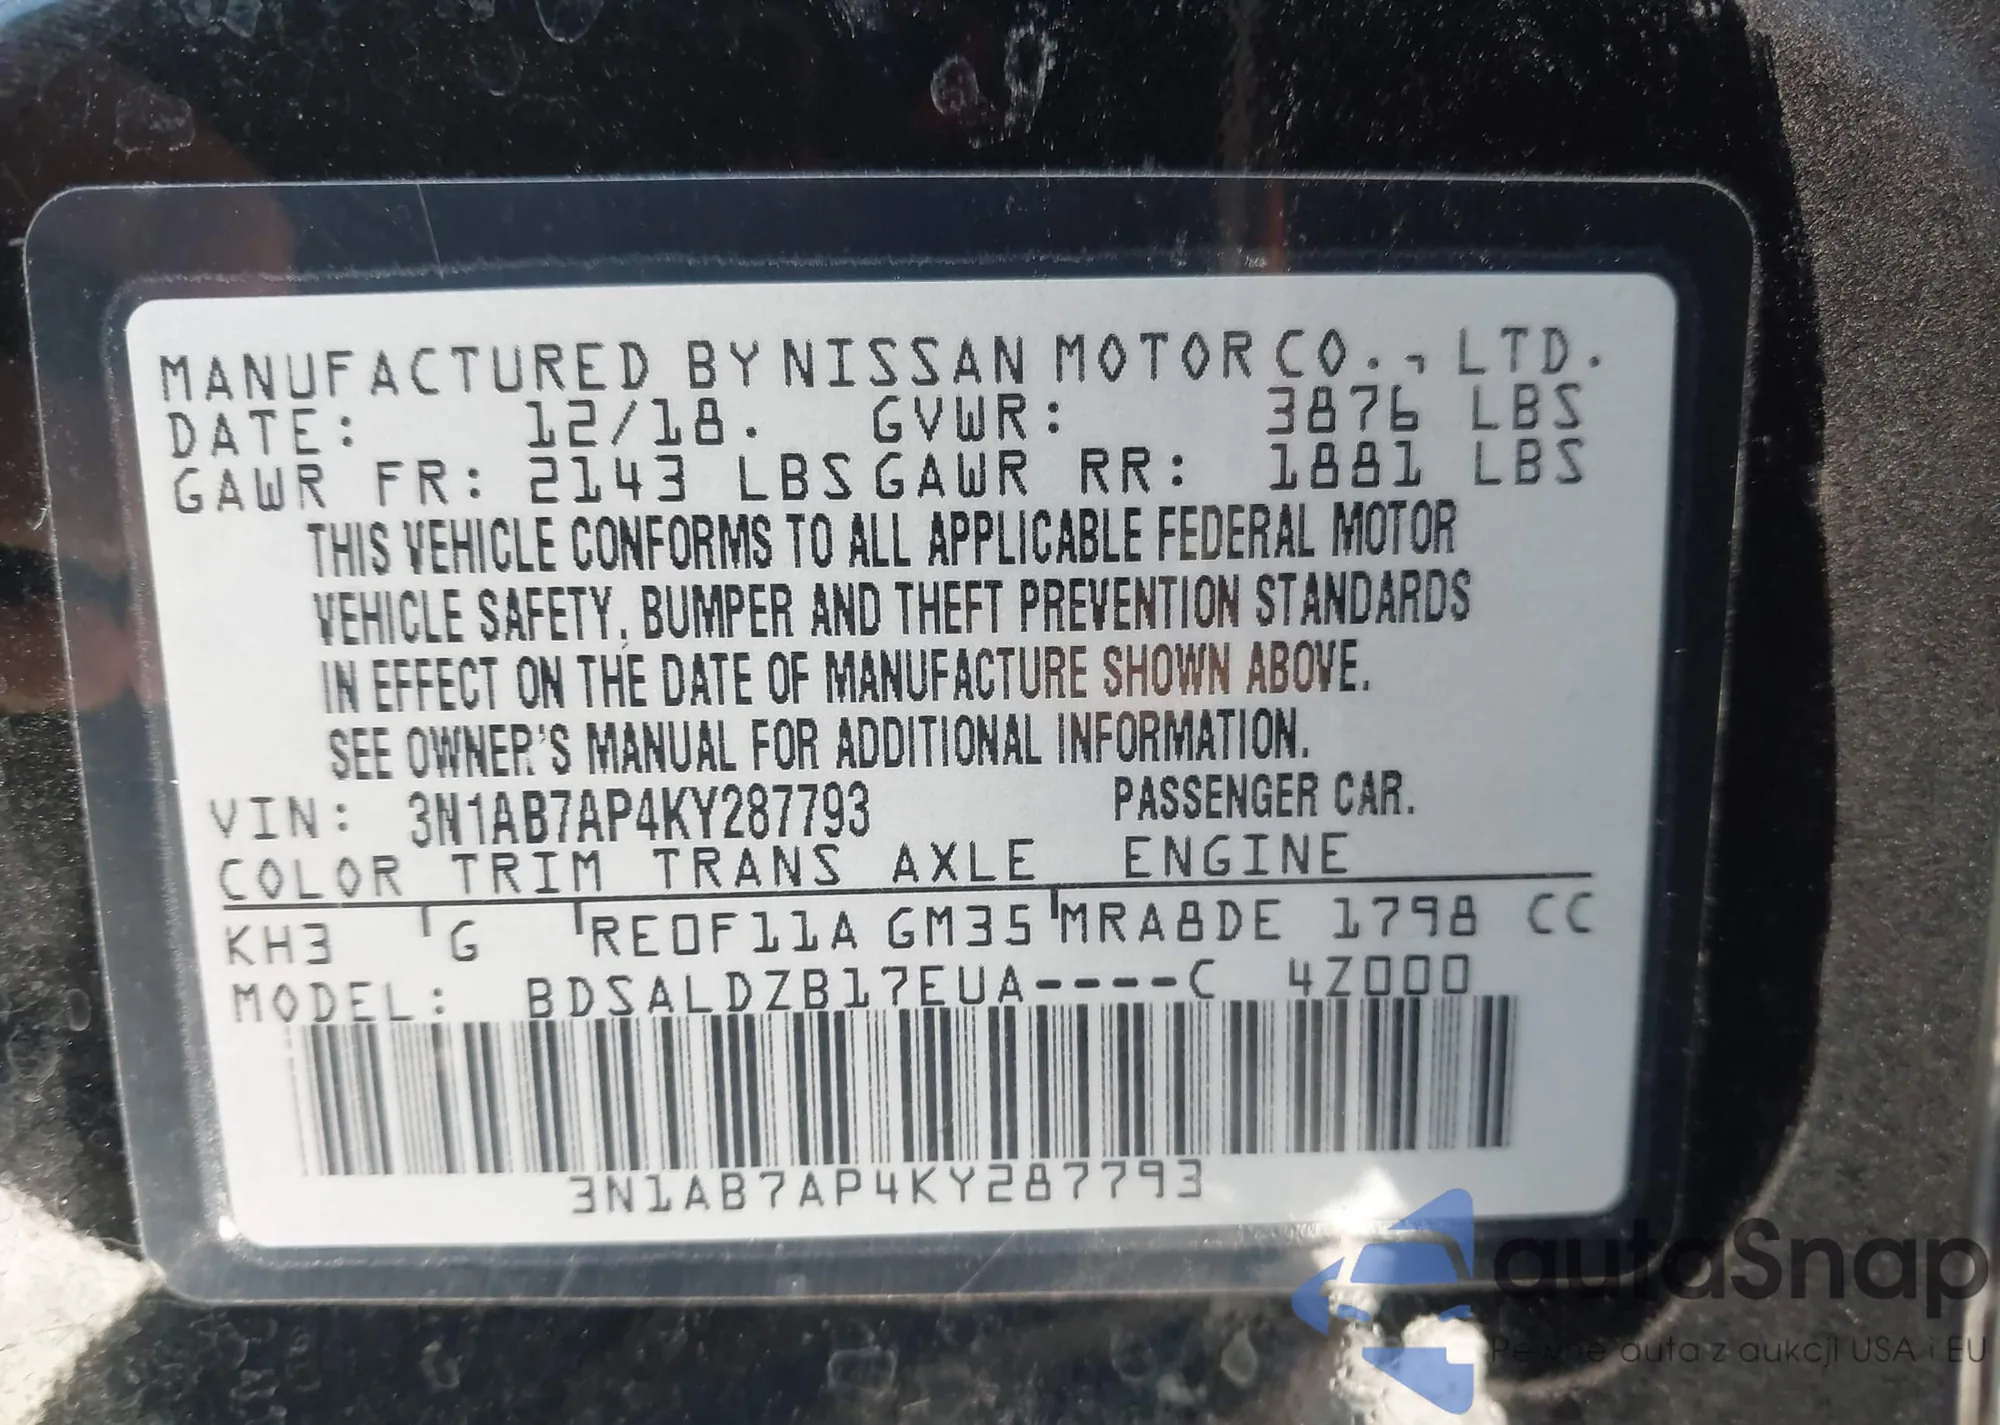 MANUFACTURED BY NISSAN MOTOR CO., LTD.
DATE: 12/18. GVWR: 3876 LBS
GAWR FR: 2143 LBS GAWR RR: 1881 LBS
THIS VEHICLE CONFORMS TO ALL APPLICABLE FEDERAL MOTOR
VEHICLE SAFETY, BUMPER AND THEFT PREVENTION STANDARDS
IN EFFECT ON THE DATE OF MANUFACTURE SHOWN ABOVE.
SEE OWNER'S MANUAL FOR ADDITIONAL INFORMATION.
VIN: 3N1AB7AP4KY287793 PASSENGER CAR.
COLOR TRIM TRANS AXLE ENGINE
KH3 G RE0F11A GM35 MRA8DE 1798 CC
MODEL: BDSALDZB17EUA----C 4Z000
3N1AB7AP4KY287793
autaSnap
Pewne auta z aukcji USA i EU